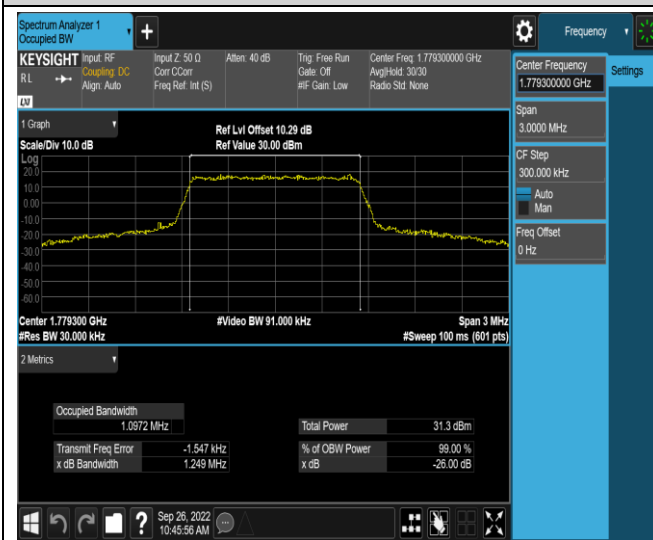 Spectrum Analyzer 1
Occupied BW
+
Frequency
KEYSIGHT
RL
LXI
Input: RF
Coupling: DC
Align: Auto
Input Z: 50 Ω
Corr CCorr
Freq Ref: Int (S)
Atten: 40 dB
Trig: Free Run
Gate: Off
#IF Gain: Low
Center Freq: 1.779300000 GHz
Avg|Hold: 30/30
Radio Std: None
Center Frequency
1.779300000 GHz
Settings
Span
3.0000 MHz
CF Step
300.000 kHz
Auto
Man
Freq Offset
0 Hz
1 Graph
Scale/Div 10.0 dB
Ref Lvl Offset 10.29 dB
Ref Value 30.00 dBm
Log
20.0
10.0
0.00
-10.0
-20.0
-30.0
-40.0
-50.0
-60.0
Center 1.779300 GHz
#Res BW 30.000 kHz
#Video BW 91.000 kHz
Span 3 MHz
#Sweep 100 ms (601 pts)
2 Metrics
Occupied Bandwidth
1.0972 MHz
Transmit Freq Error -1.547 kHz
x dB Bandwidth 1.249 MHz
Total Power 31.3 dBm
% of OBW Power 99.00 %
x dB -26.00 dB
?
Sep 26, 2022
10:45:56 AM